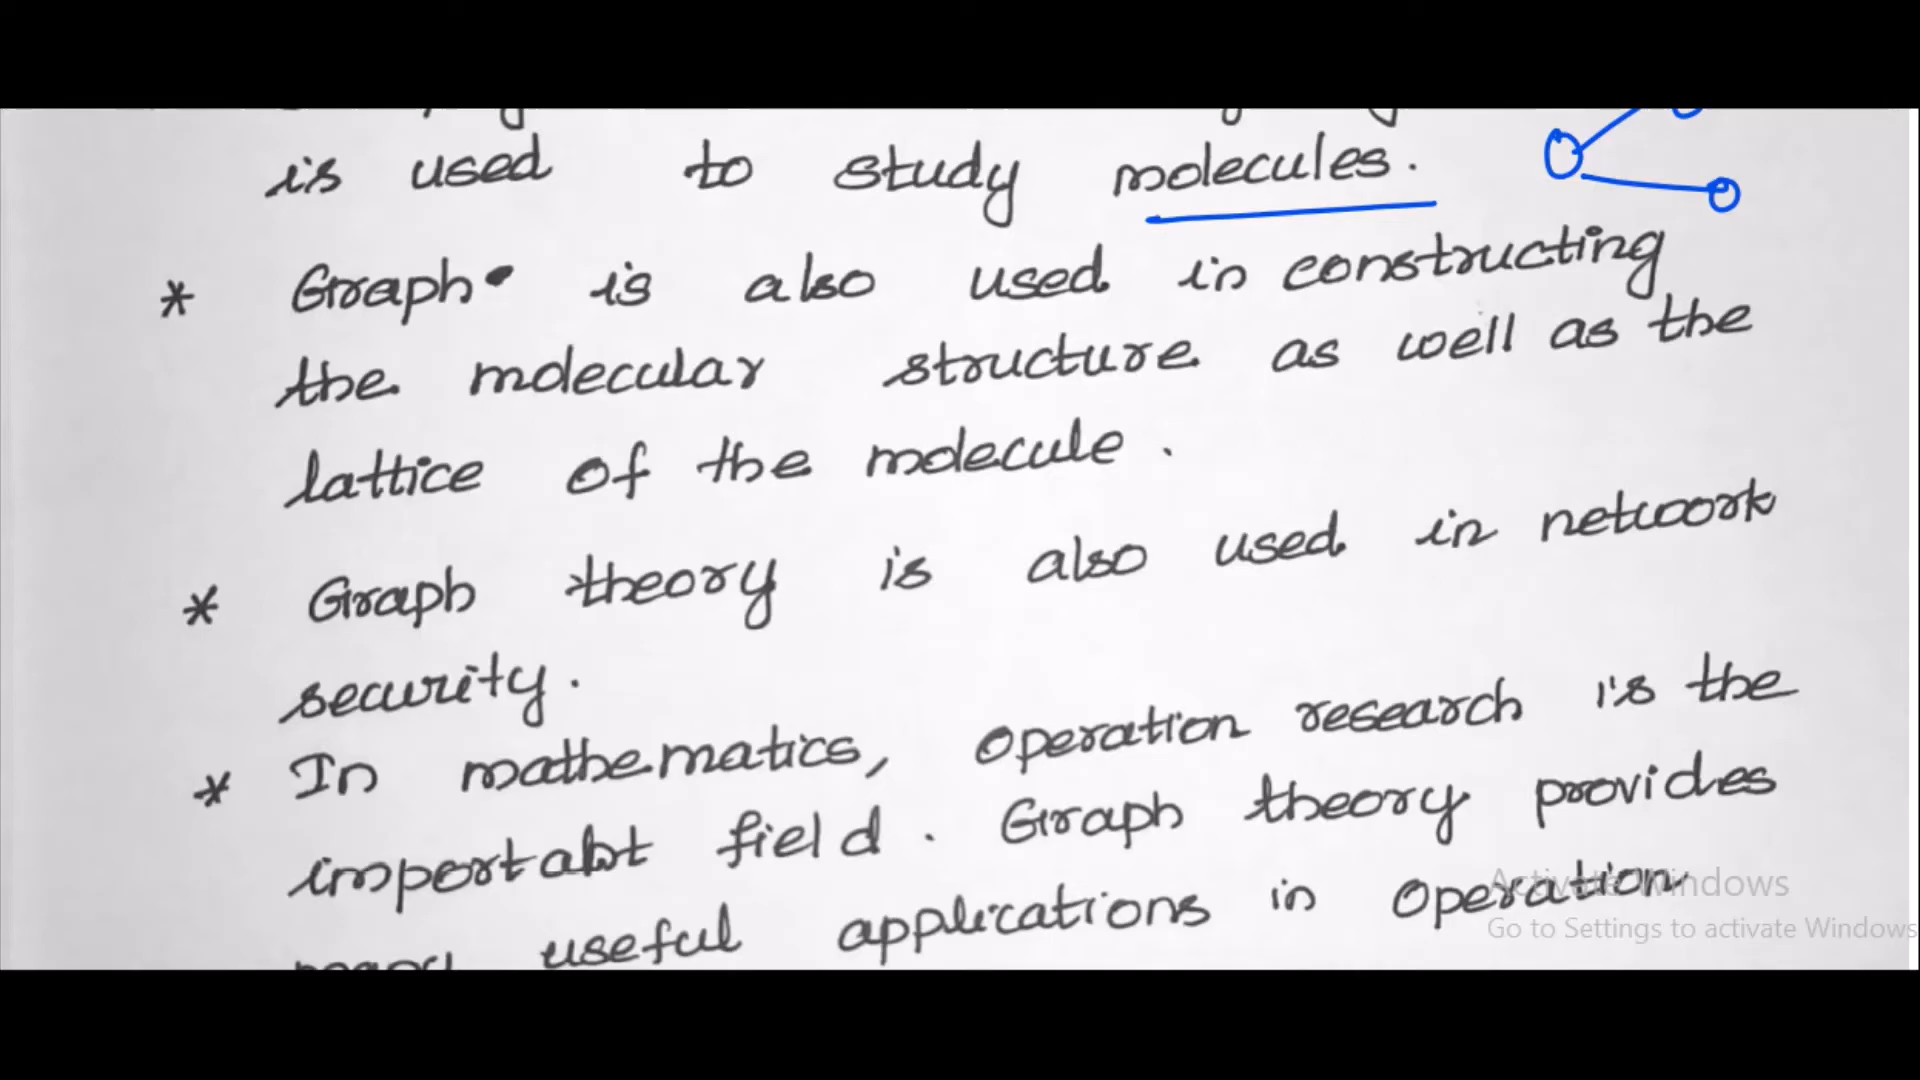 is used to study molecules.
* Graph is also used in constructing
the molecular structure as well as the
lattice of the molecule.
* Graph theory is also used in network
security.
* In mathematics, operation research is the
important field. Graph theory provides
many useful applications in operation
Activate Windows
Go to Settings to activate Windows